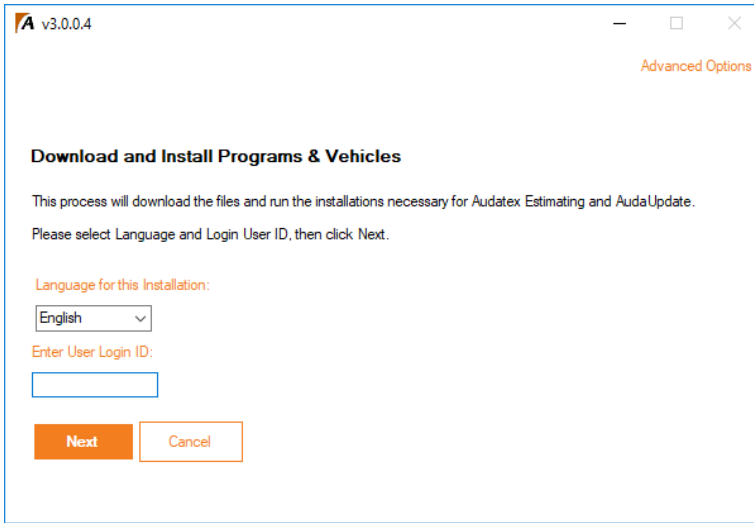 A v3.0.0.4
Advanced Options
Download and Install Programs & Vehicles
This process will download the files and run the installations necessary for Audatex Estimating and AudaUpdate.
Please select Language and Login User ID, then click Next.
Language for this Installation:
English
Enter User Login ID:
Next Cancel